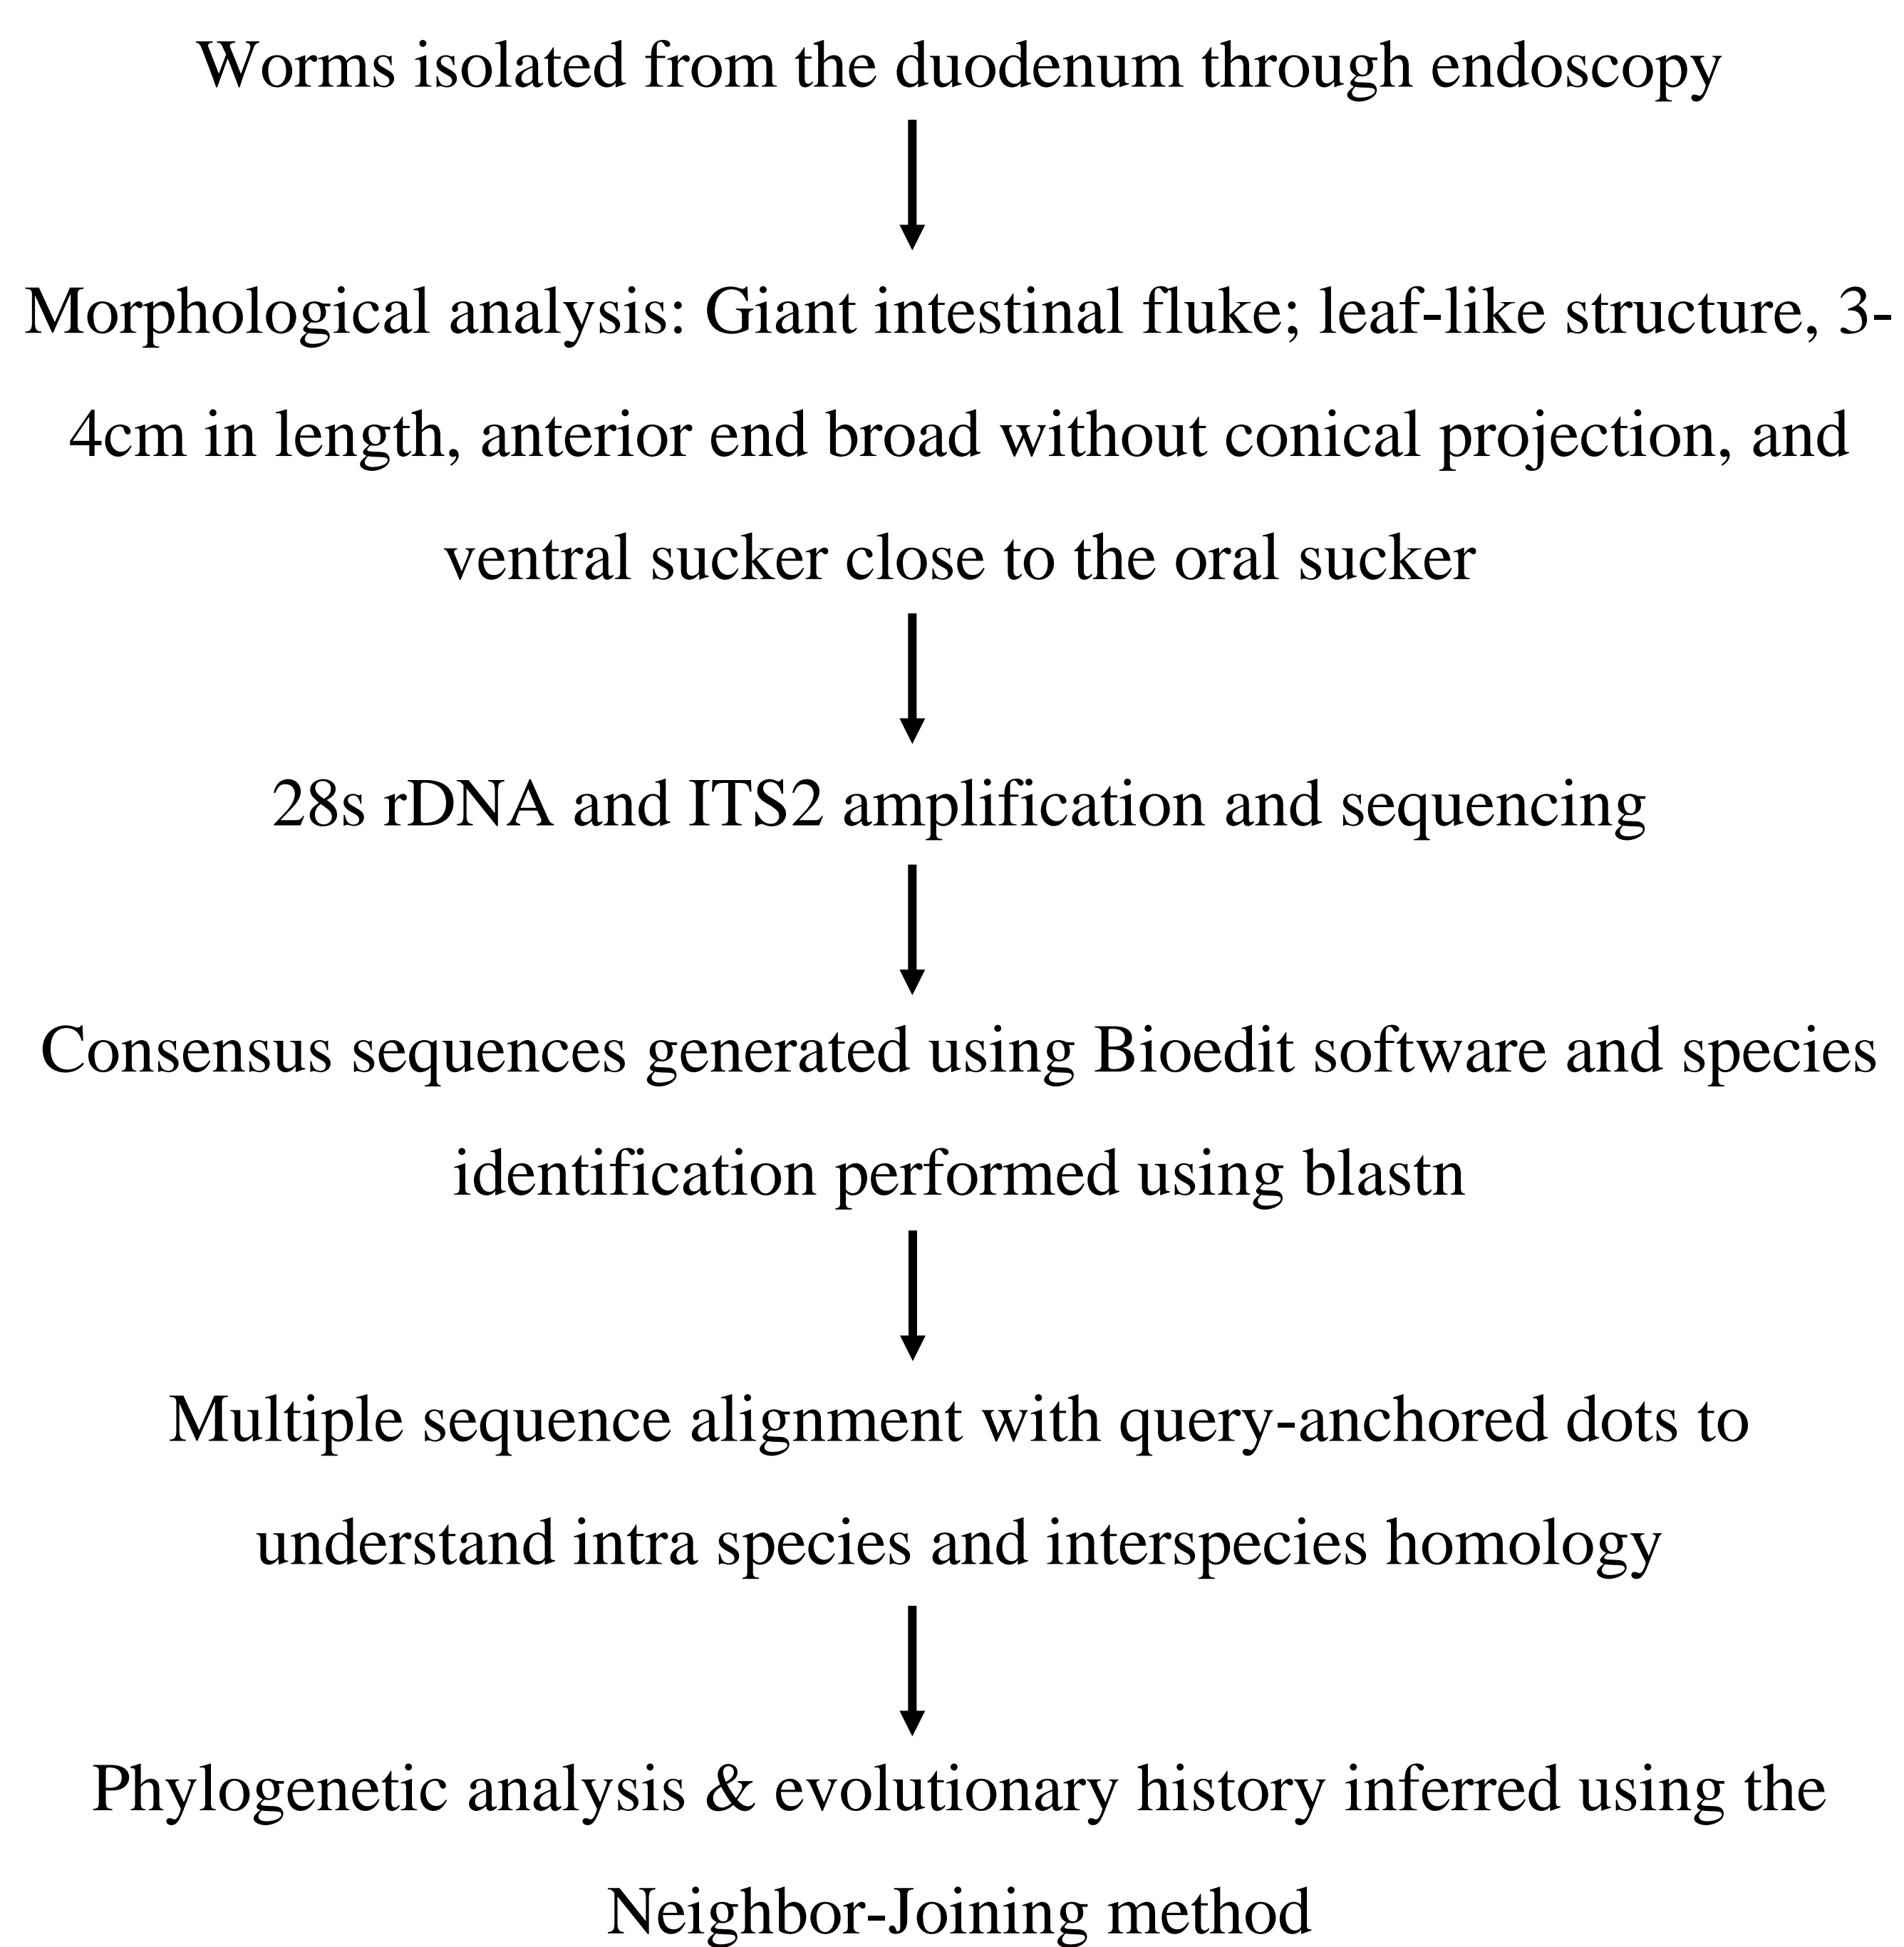 Worms isolated from the duodenum through endoscopy
Morphological analysis: Giant intestinal fluke; leaf-like structure, 3-
4cm in length, anterior end broad without conical projection, and
ventral sucker close to the oral sucker
28s rDNA and ITS2 amplification and sequencing
Consensus sequences generated using Bioedit software and species
identification performed using blastn
Multiple sequence alignment with query-anchored dots to
understand intra species and interspecies homology
Phylogenetic analysis & evolutionary history inferred using the
Neighbor-Joining method